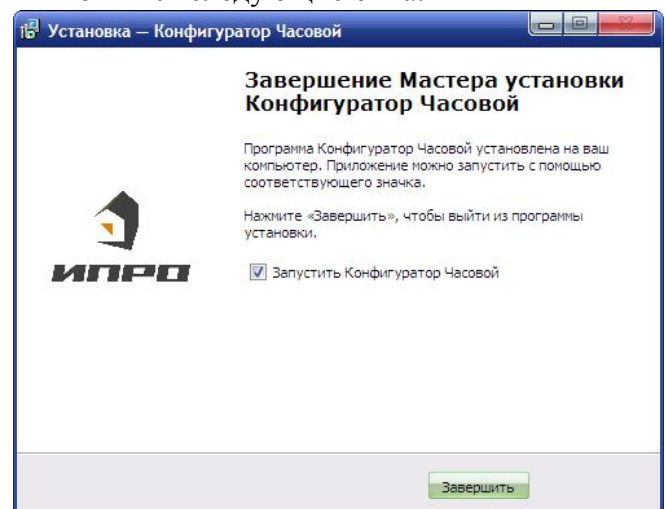 Установка — Конфигуратор Часовой
Завершение Мастера установки
Конфигуратор Часовой
Программа Конфигуратор Часовой установлена на ваш
компьютер. Приложение можно запустить с помощью
соответствующего значка.
Нажмите «Завершить», чтобы выйти из программы
установки.
ИПРО
Запустить Конфигуратор Часовой
Завершить